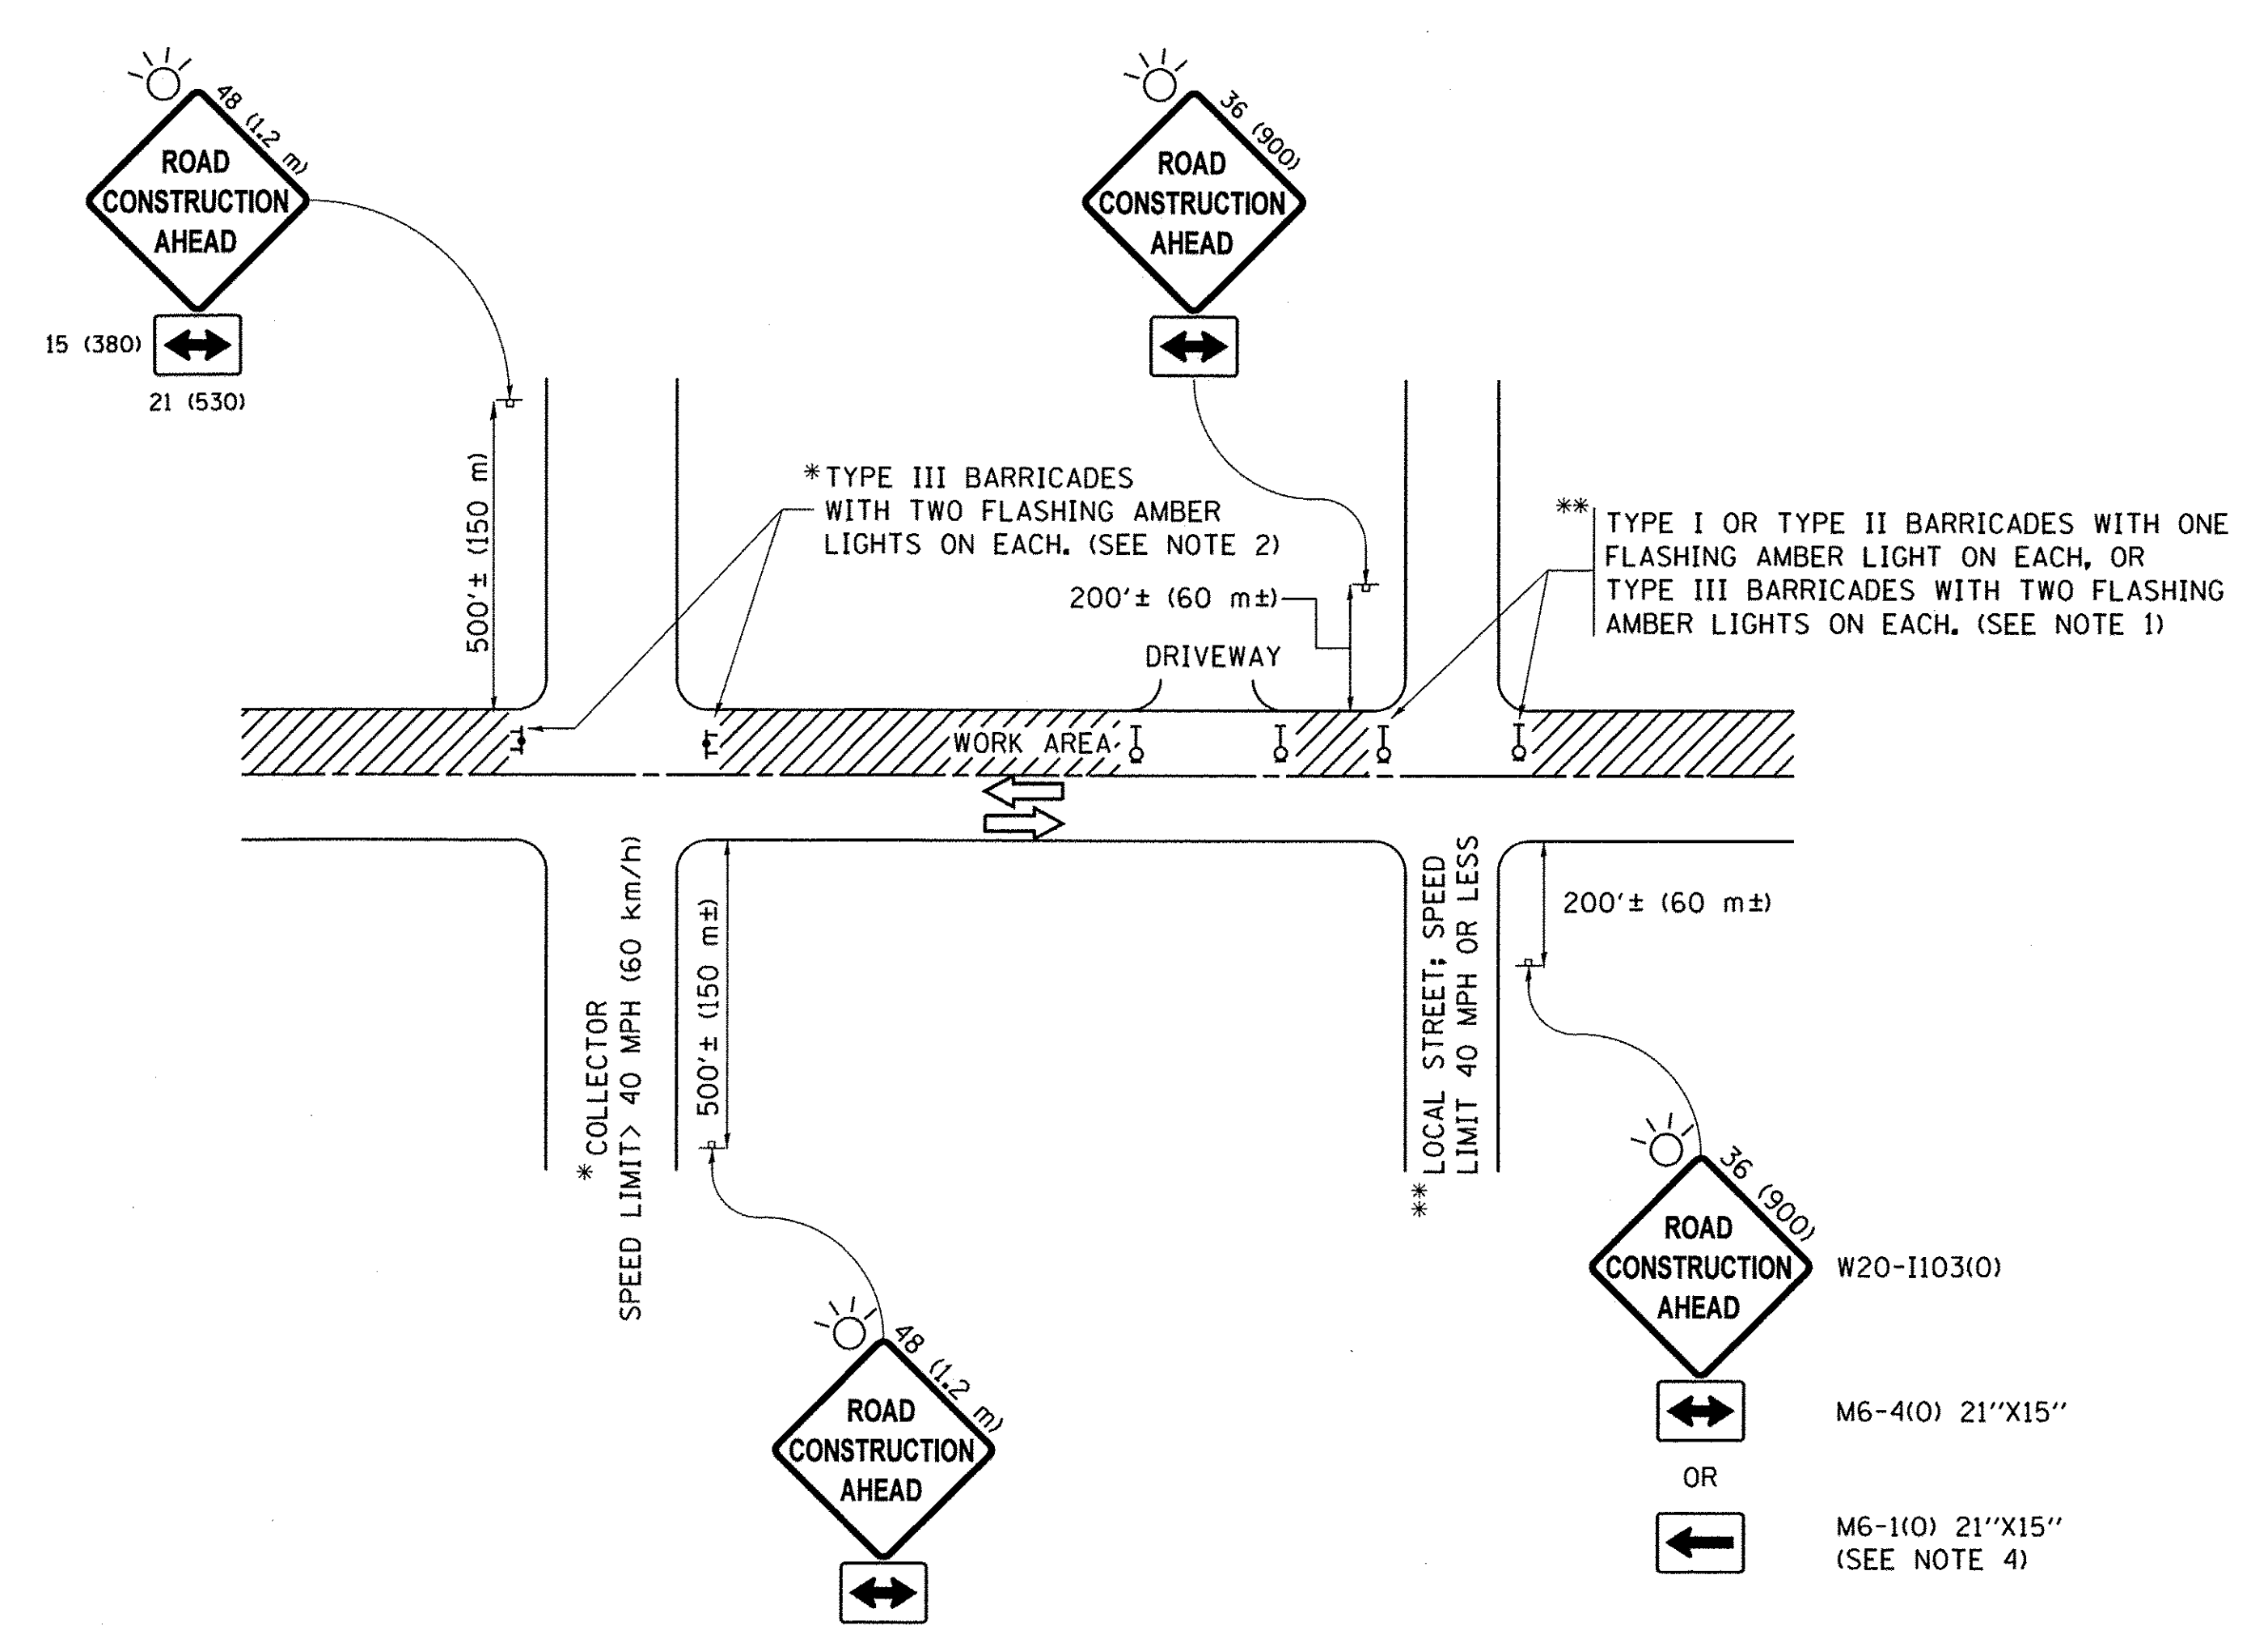 48 (1.2 m)
ROAD
CONSTRUCTION
AHEAD
15 (380)
21 (530)
36 (900)
ROAD
CONSTRUCTION
AHEAD
500'± (150 m)
*TYPE III BARRICADES
WITH TWO FLASHING AMBER
LIGHTS ON EACH. (SEE NOTE 2)
200'± (60 m±)
DRIVEWAY
** TYPE I OR TYPE II BARRICADES WITH ONE
FLASHING AMBER LIGHT ON EACH, OR
TYPE III BARRICADES WITH TWO FLASHING
AMBER LIGHTS ON EACH. (SEE NOTE 1)
WORK AREA
*COLLECTOR
SPEED LIMIT> 40 MPH (60 km/h)
500'± (150 m±)
**LOCAL STREET; SPEED
LIMIT 40 MPH OR LESS
200'± (60 m±)
48 (1.2 m)
ROAD
CONSTRUCTION
AHEAD
36 (900)
ROAD
CONSTRUCTION
AHEAD
W20-I103(O)
M6-4(O) 21"X15"
OR
M6-1(O) 21"X15"
(SEE NOTE 4)